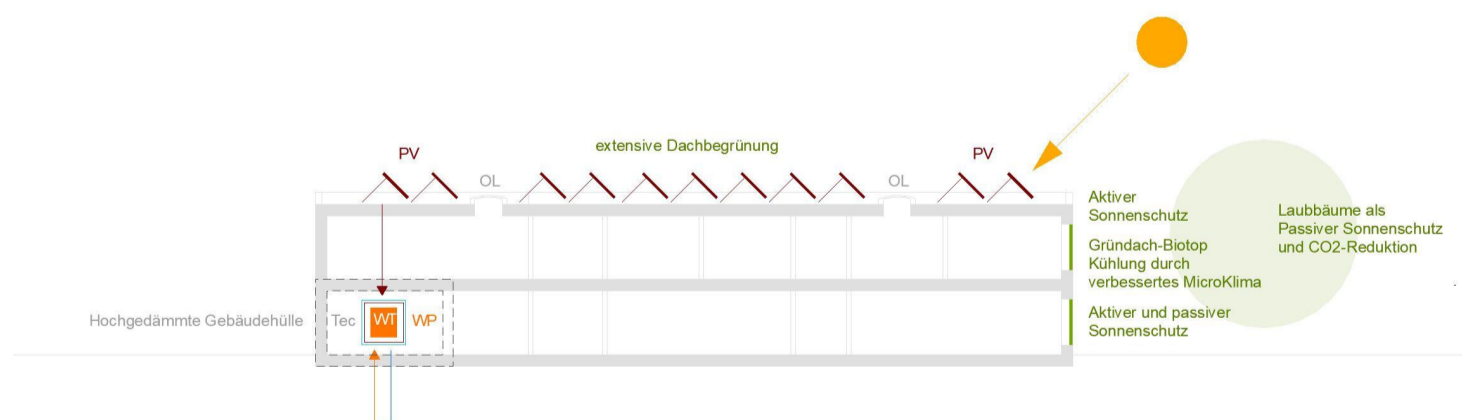 extensive Dachbegrünung
PV
PV
OL
OL
Aktiver
Sonnenschutz
Laubbäume als
Passiver Sonnenschutz
und CO2-Reduktion
Gründach-Biotop
Kühlung durch
verbessertes MicroKlima
Hochgedämmte Gebäudehülle
Tec
WT
WP
Aktiver und passiver
Sonnenschutz